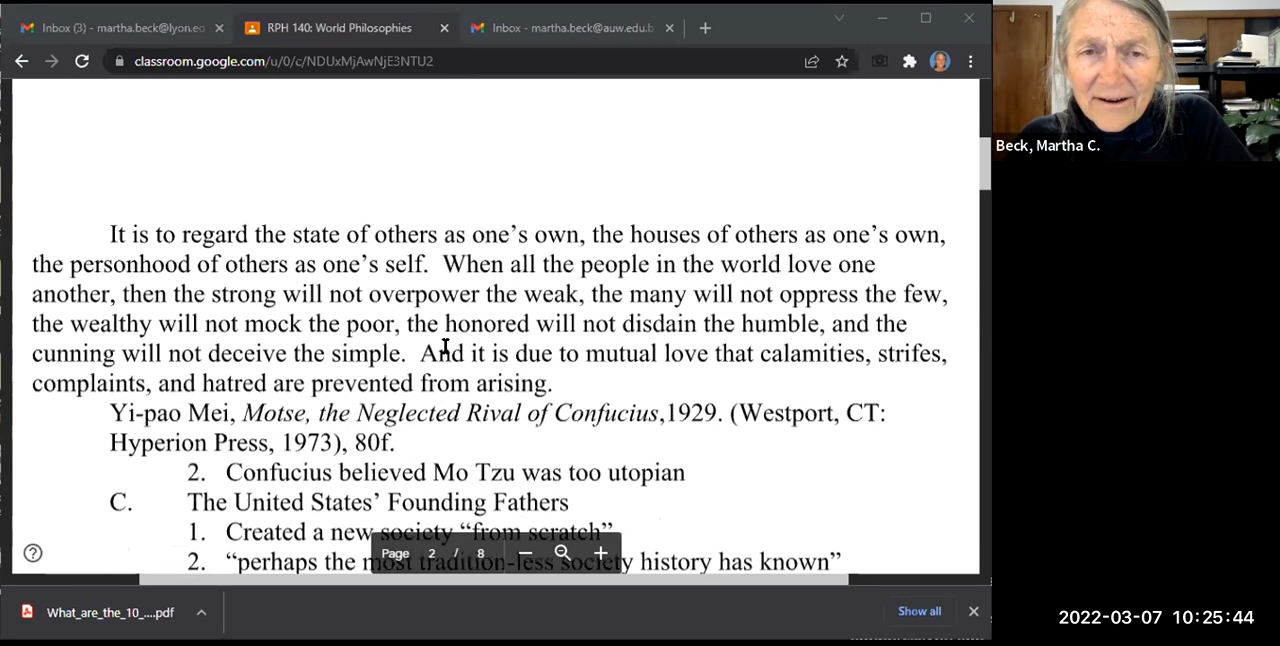 Inbox (3) - martha.beck@lyon.ed
RPH 140: World Philosophies
Inbox - martha.beck@auw.edu.b
classroom.google.com/u/0/c/NDUxMjAwNjE3NTU2
Beck, Martha C.
It is to regard the state of others as one's own, the houses of others as one's own,
the personhood of others as one's self. When all the people in the world love one
another, then the strong will not overpower the weak, the many will not oppress the few,
the wealthy will not mock the poor, the honored will not disdain the humble, and the
cunning will not deceive the simple. And it is due to mutual love that calamities, strifes,
complaints, and hatred are prevented from arising.
Yi-pao Mei, Motse, the Neglected Rival of Confucius,1929. (Westport, CT:
Hyperion Press, 1973), 80f.
2. Confucius believed Mo Tzu was too utopian
C. The United States' Founding Fathers
1. Created a new society “from scratch”
2. “perhaps the most tradition-less society history has known”
Page 2 / 8
What_are_the_10_....pdf
Show all
2022-03-07 10:25:44